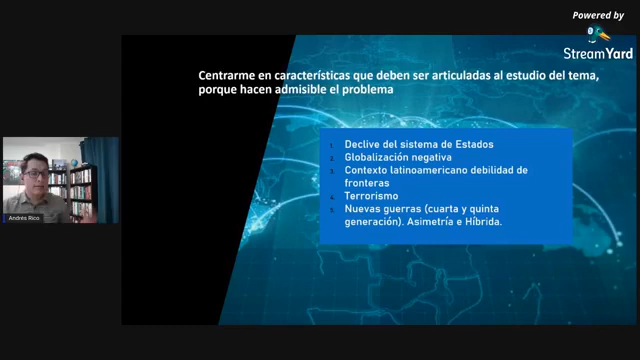 Powered by
StreamYard
Centrarme en características que deben ser articuladas al estudio del tema,
porque hacen admisible el problema
1. Declive del sistema de Estados
2. Globalización negativa
3. Contexto latinoamericano debilidad de
fronteras
4. Terrorismo
5. Nuevas guerras (cuarta y quinta
generación). Asimetría e Híbrida.
Andrés Rico